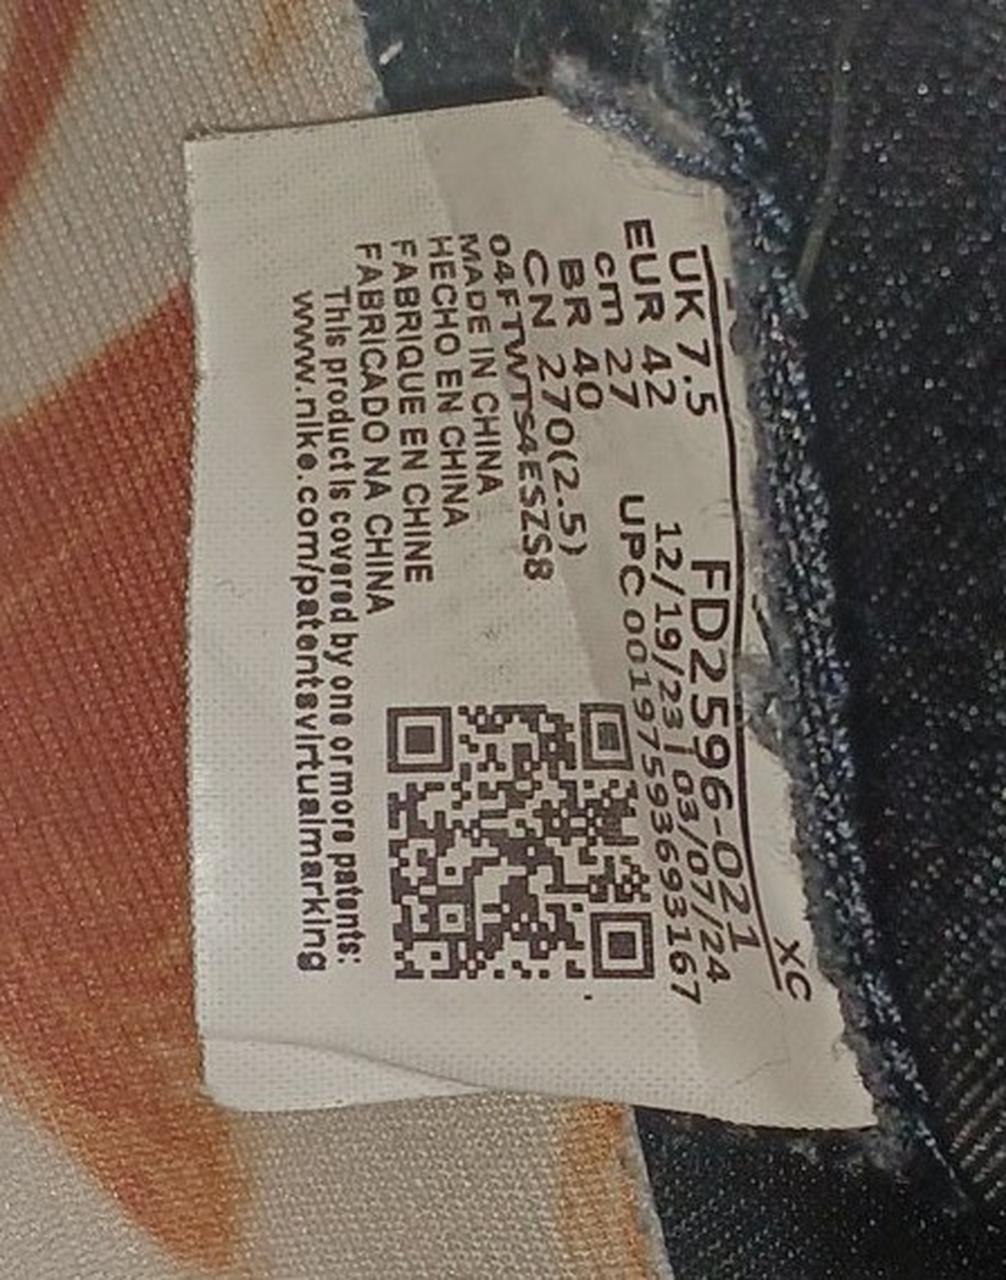 XC
UK 7.5 FD2596-021
EUR 42 12/19/23 | 03/07/24
cm 27 UPC 00197593693167
BR 40
CN 270(2.5)
04FTWTS4ESZS8
MADE IN CHINA
HECHO EN CHINA
FABRIQUE EN CHINE
FABRICADO NA CHINA
This product is covered by one or more patents:
www.nike.com/patentsvirtualmarking